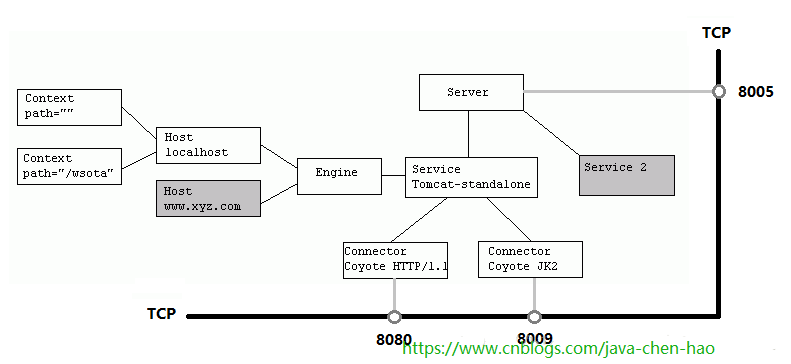 TCP
Server
8005
Context
path=""
Host
localhost
Context
path="/wsota"
Engine
Service
Tomcat-standalone
Service 2
Host
www.xyz.com
Connector
Coyote HTTP/1.1
Connector
Coyote JK2
TCP
8080
8009
https://www.cnblogs.com/java-chen-hao